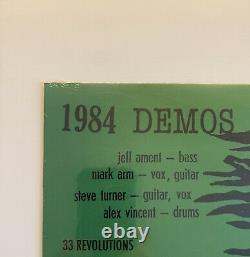 1984 DEMOS
jeff ament – bass
mark arm – vox, guitar
steve turner – guitar, vox
alex vincent – drums
33 REVOLUTIONS